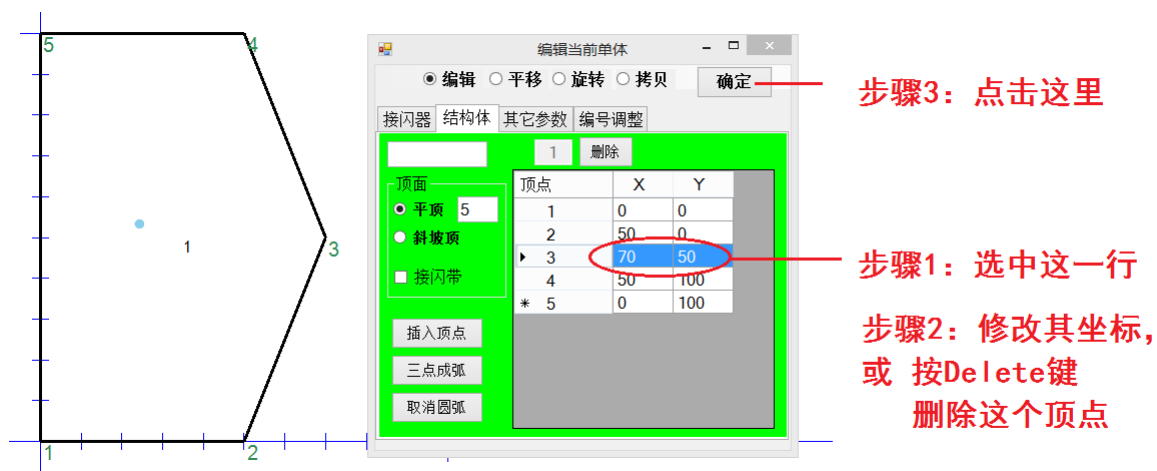 5
4
1
3
1
2
编辑当前单体
编辑 平移 旋转 拷贝 确定
接闪器 结构体 其它参数 编号调整
1 删除
顶面
平顶 5
斜坡顶
接闪带
插入顶点
三点成弧
取消圆弧
顶点 X Y
1 0 0
2 50 0
3 70 50
4 50 100
* 5 0 100
步骤3：点击这里
步骤1：选中这一行
步骤2：修改其坐标，
或 按Delete键
删除这个顶点